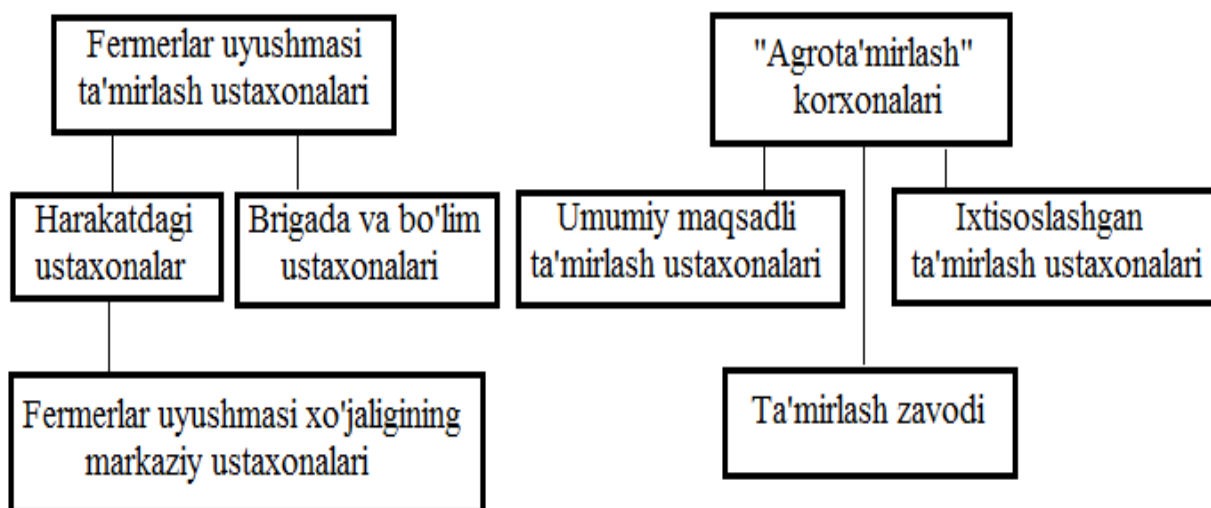 Fermerlar uyushmasi
ta'mirlash ustaxonalari
"Agrota'mirlash"
korxonalari
Harakatdagi
ustaxonalar
Brigada va bo'lim
ustaxonalari
Umumiy maqsadli
ta'mirlash ustaxonalari
Ixtisoslashgan
ta'mirlash ustaxonalari
Fermerlar uyushmasi xo'jaligining
markaziy ustaxonalari
Ta'mirlash zavodi